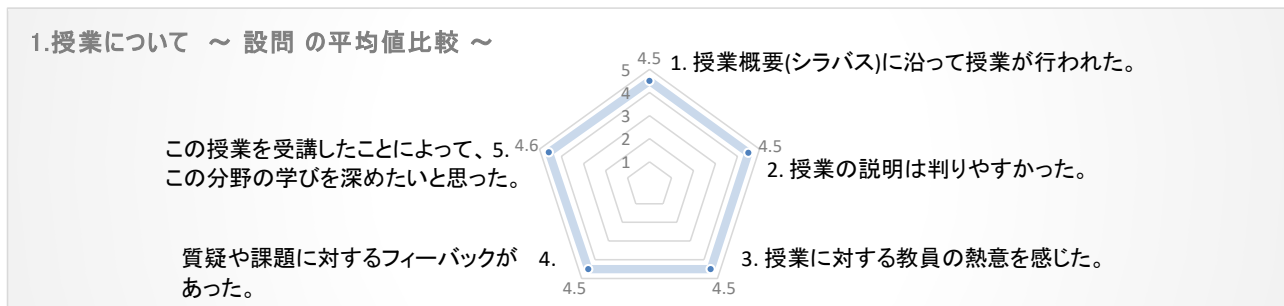 1.授業について ～ 設問 の平均値比較 ～
4.5
1. 授業概要(シラバス)に沿って授業が行われた。
5
4
3
2
1
4.5
2. 授業の説明は判りやすかった。
4.5
3. 授業に対する教員の熱意を感じた。
4.5
質疑や課題に対するフィーバックが 4.
あった。
4.6
この授業を受講したことによって、 5.
この分野の学びを深めたいと思った。